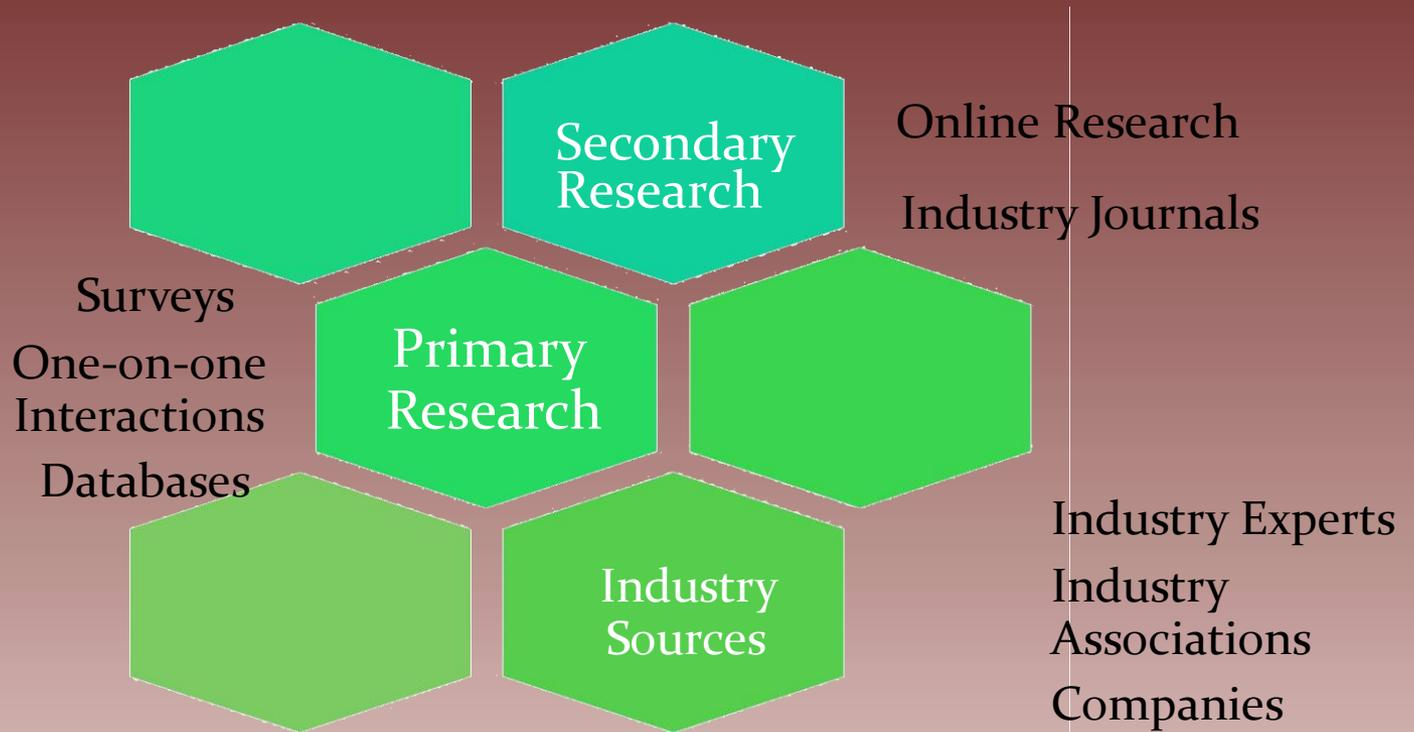 Secondary
Research
Online Research
Industry Journals
Surveys
One-on-one
Interactions
Databases
Primary
Research
Industry
Sources
Industry Experts
Industry
Associations
Companies